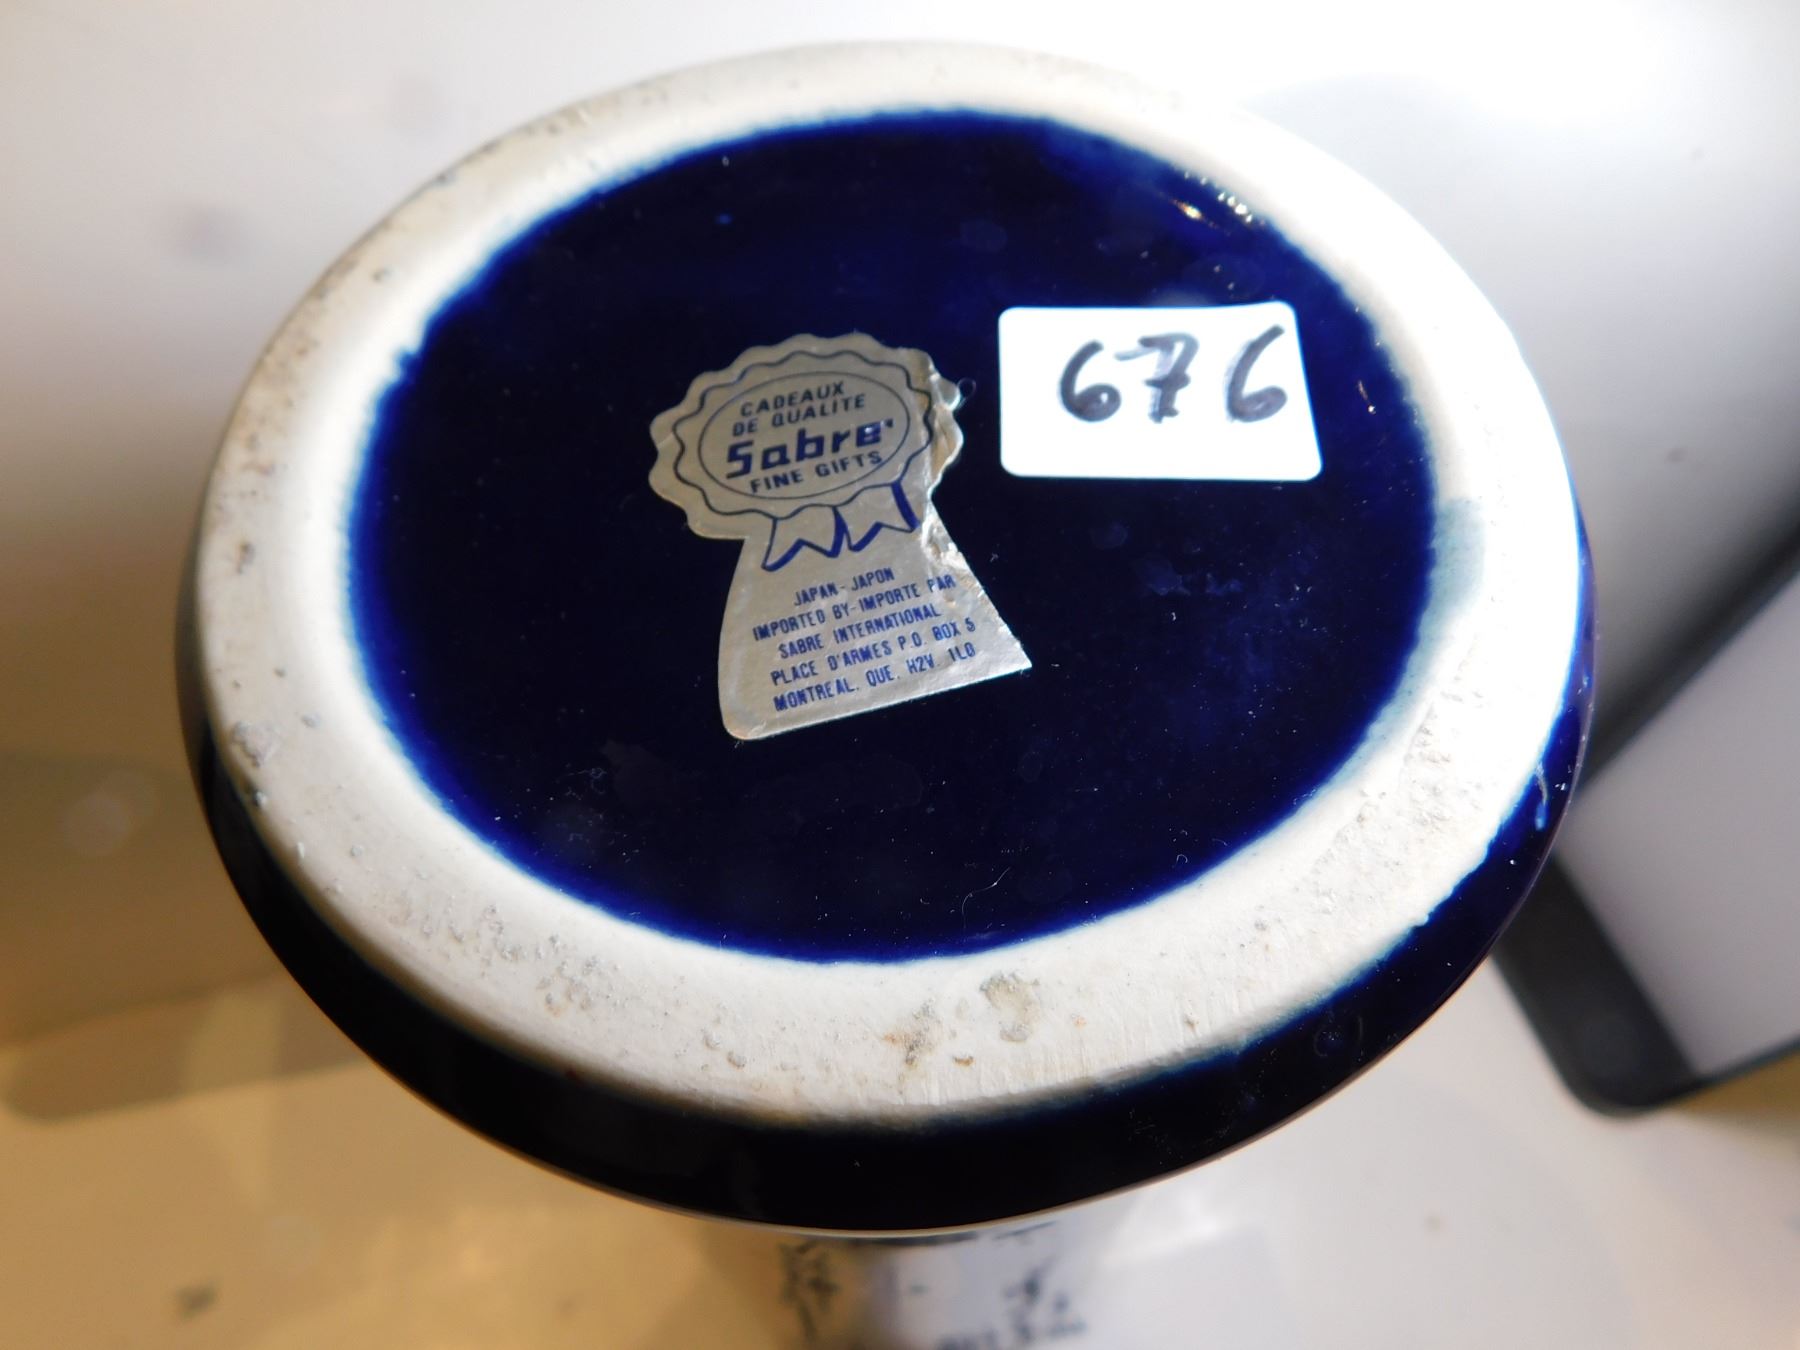 CADEAUX
DE QUALITE
Sabre
FINE GIFTS
JAPAN - JAPON
IMPORTED BY - IMPORTE PAR
SABRE INTERNATIONAL
PLACE D'ARMES P.O. BOX 5
MONTREAL, QUE. H2V 1L0
676